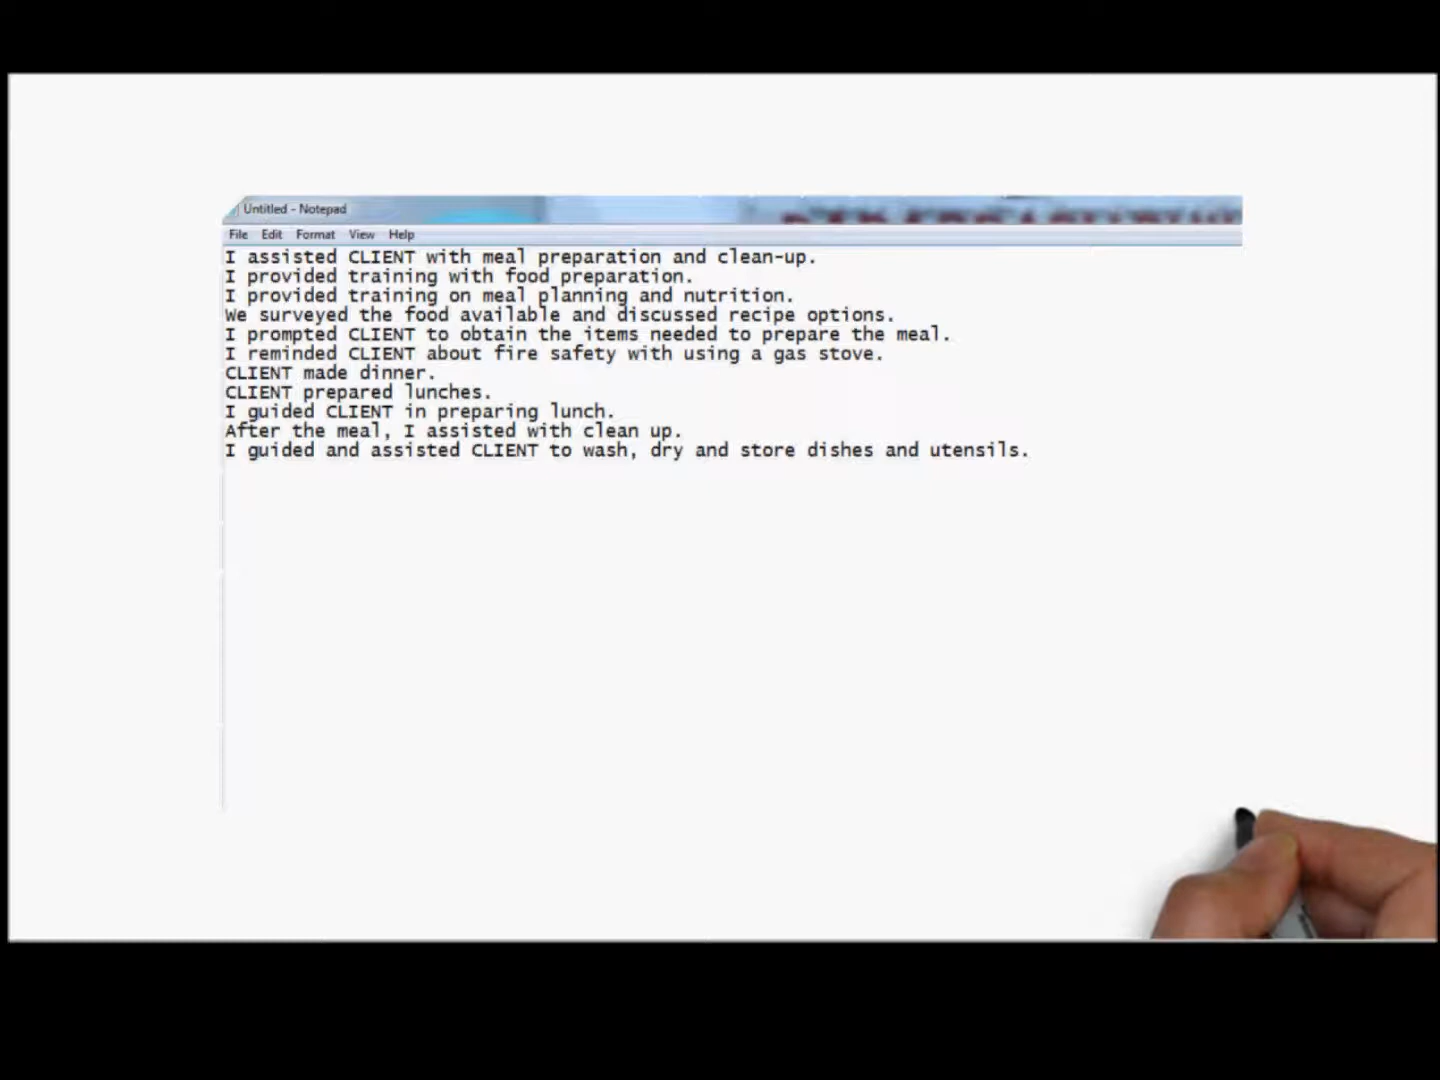 Untitled - Notepad
File Edit Format View Help
I assisted CLIENT with meal preparation and clean-up.
I provided training with food preparation.
I provided training on meal planning and nutrition.
We surveyed the food available and discussed recipe options.
I prompted CLIENT to obtain the items needed to prepare the meal.
I reminded CLIENT about fire safety with using a gas stove.
CLIENT made dinner.
CLIENT prepared lunches.
I guided CLIENT in preparing lunch.
After the meal, I assisted with clean up.
I guided and assisted CLIENT to wash, dry and store dishes and utensils.